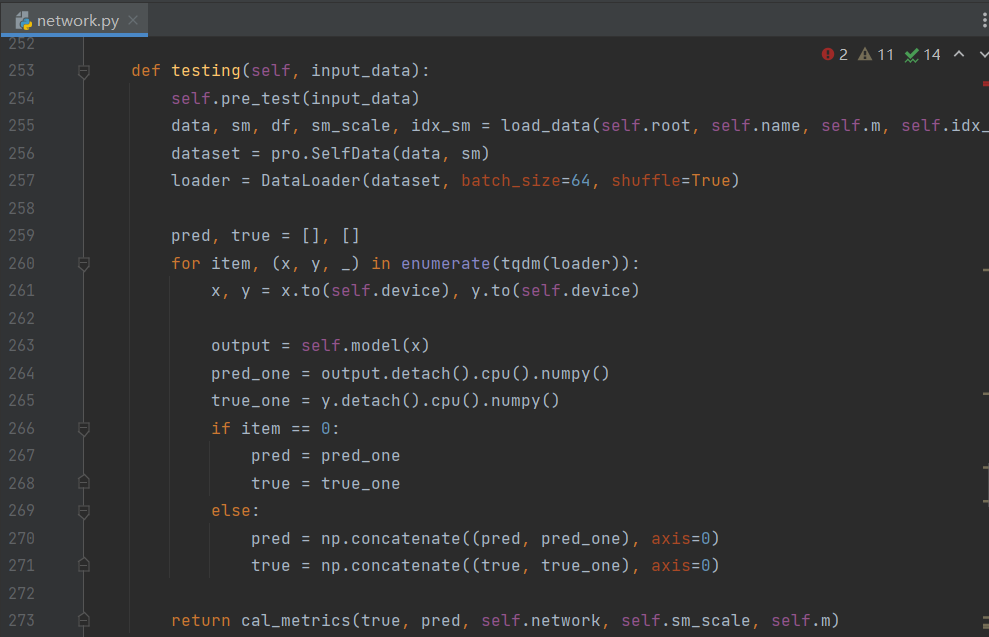 network.py
252
2 11 14
253 def testing(self, input_data):
254 self.pre_test(input_data)
255 data, sm, df, sm_scale, idx_sm = load_data(self.root, self.name, self.m, self.idx_
256 dataset = pro.SelfData(data, sm)
257 loader = DataLoader(dataset, batch_size=64, shuffle=True)
258
259 pred, true = [], []
260 for item, (x, y, _) in enumerate(tqdm(loader)):
261 x, y = x.to(self.device), y.to(self.device)
262
263 output = self.model(x)
264 pred_one = output.detach().cpu().numpy()
265 true_one = y.detach().cpu().numpy()
266 if item == 0:
267 pred = pred_one
268 true = true_one
269 else:
270 pred = np.concatenate((pred, pred_one), axis=0)
271 true = np.concatenate((true, true_one), axis=0)
272
273 return cal_metrics(true, pred, self.network, self.sm_scale, self.m)